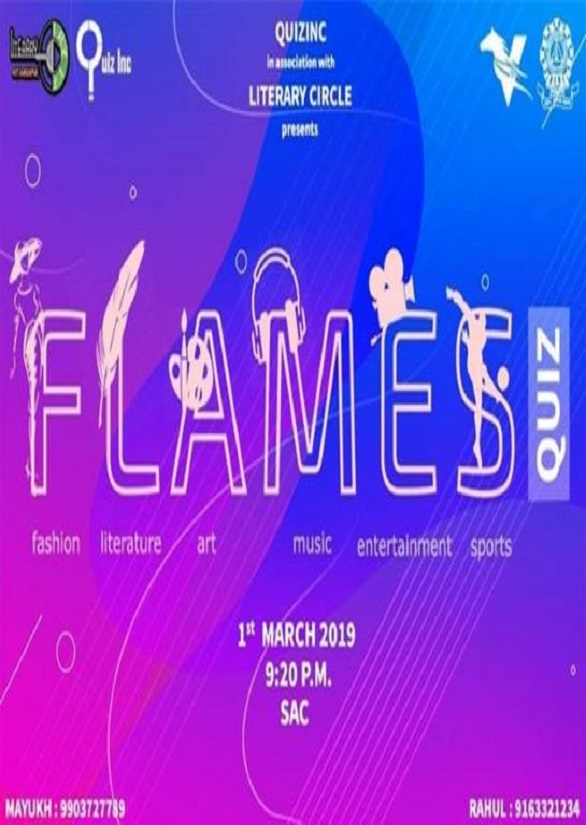 LITERARY
Quiz Inc
QUIZINC
in association with
LITERARY CIRCLE
presents
FLAMES
QUIZ
fashion literature art music entertainment sports
1st MARCH 2019
9:20 P.M.
SAC
MAYUKH : 9903727789
RAHUL : 9163321234